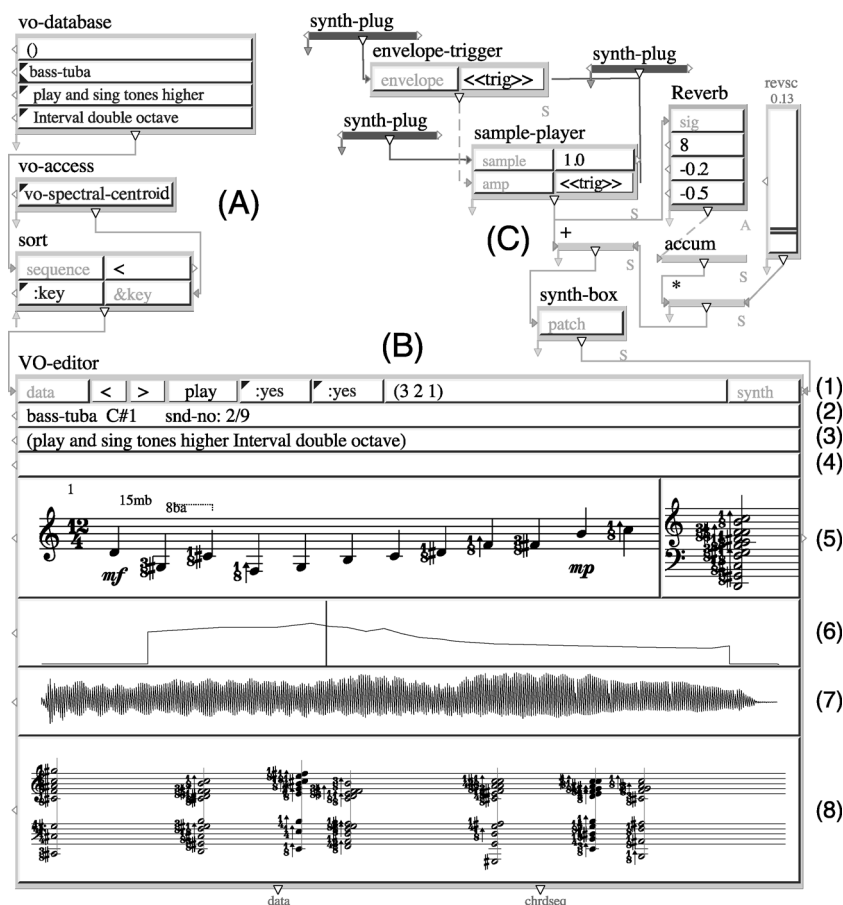 vo-database
()
bass-tuba
play and sing tones higher
Interval double octave
vo-access
vo-spectral-centroid
(A)
sort
sequence <
:key &key
synth-plug
envelope-trigger
envelope <<trig>>
S
synth-plug
synth-plug
sample-player
sample 1.0
amp <<trig>>
S
Reverb
sig
8
-0.2
-0.5
A
revsc
0.13
S
(C)
+
S
accum
S
*
S
synth-box
patch
S
(B)
VO-editor
data < > play :yes :yes (3 2 1) synth (1)
bass-tuba C#1 snd-no: 2/9 (2)
(play and sing tones higher Interval double octave) (3)
(4)
1
15mb 8ba
12
4
mf mp
(5)
(6)
(7)
(8)
data chrdseq